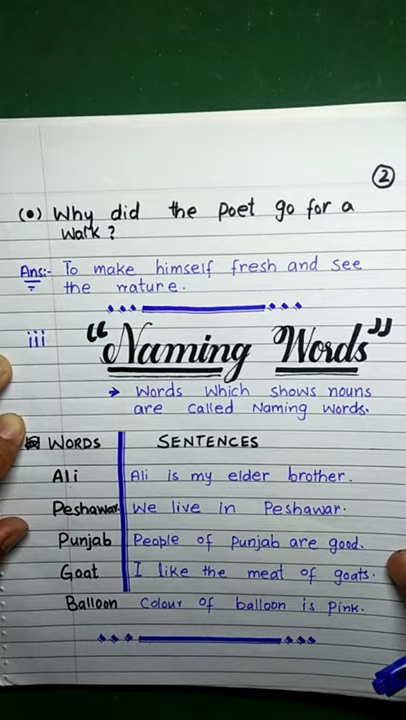 2
(•) Why did the poet go for a
walk?
Ans:- To make himself fresh and see
the nature.
iii "Naming Words"
→ Words which shows nouns
are called Naming words.
WORDS SENTENCES
Ali Ali is my elder brother.
Peshawar We live in Peshawar.
Punjab People of Punjab are good.
Goat I like the meat of goats.
Balloon Colour of balloon is pink.